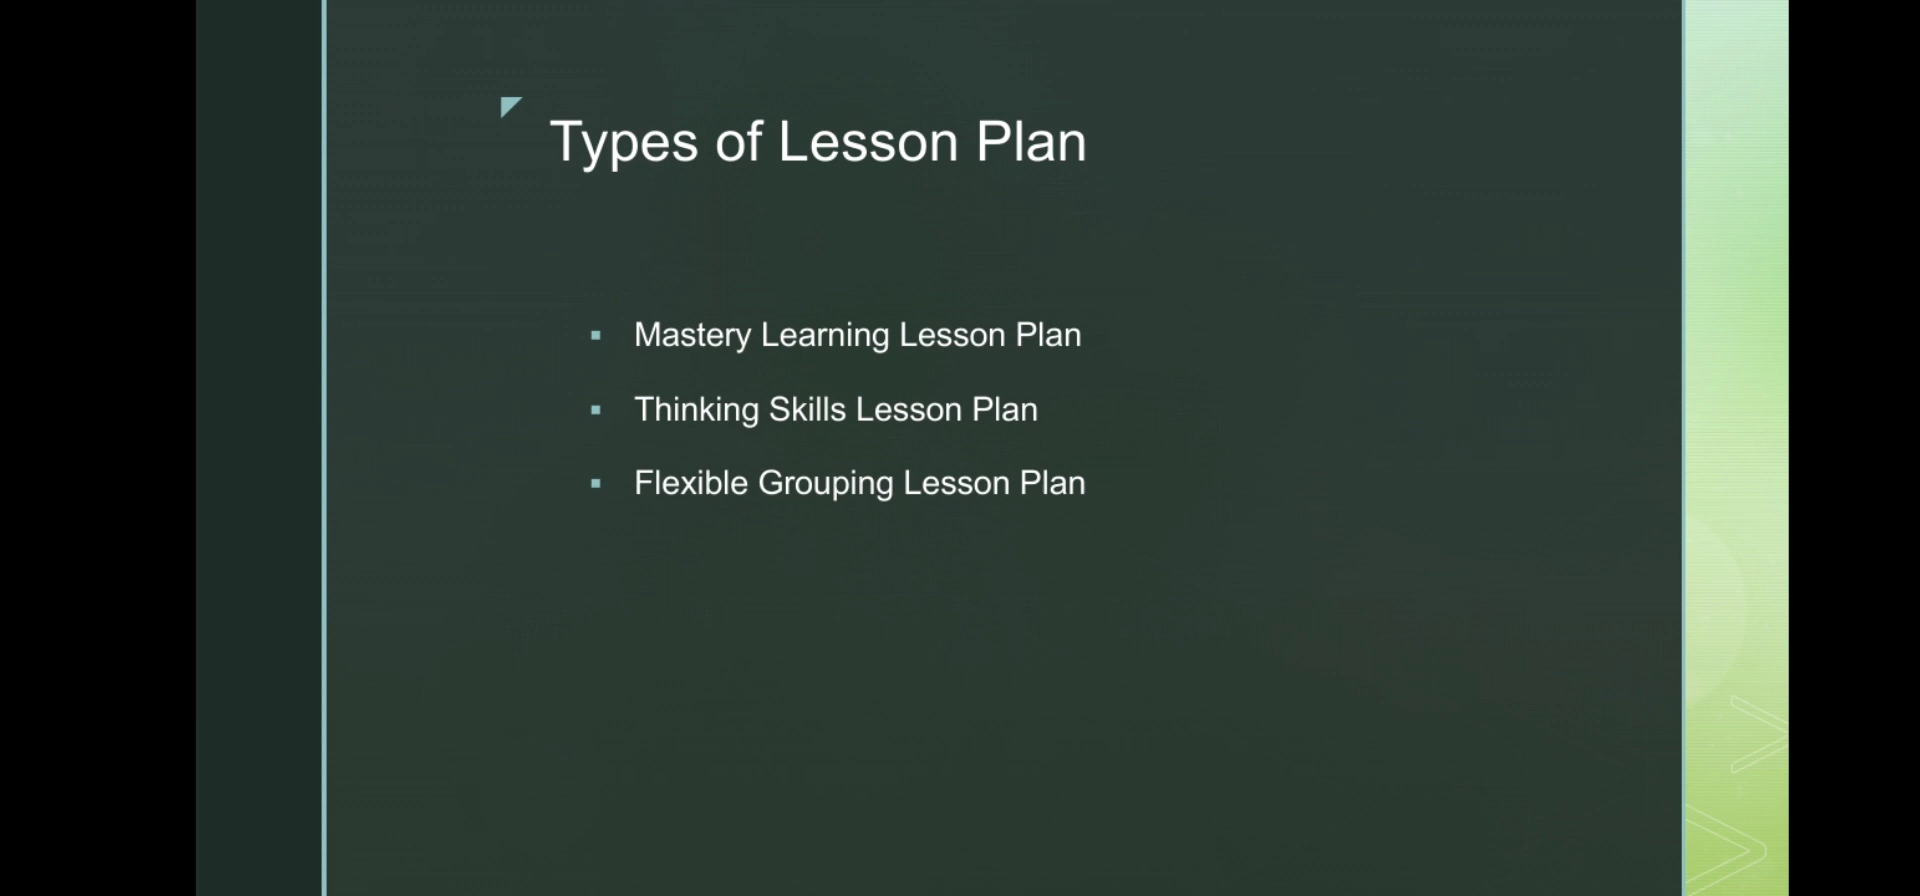 Types of Lesson Plan
Mastery Learning Lesson Plan
Thinking Skills Lesson Plan
Flexible Grouping Lesson Plan